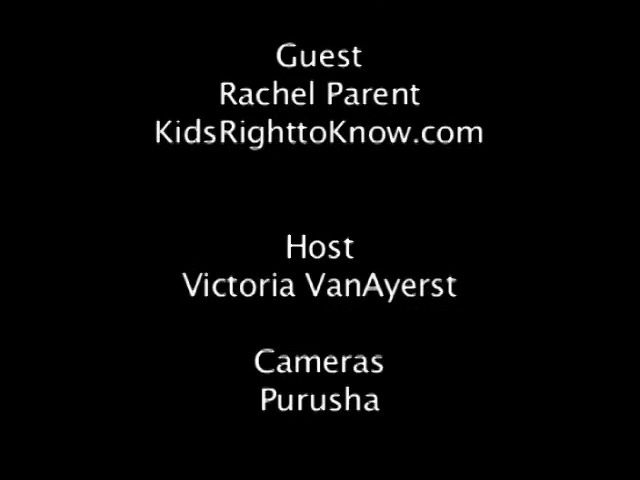 Guest
Rachel Parent
KidsRighttoKnow.com
Host
Victoria VanAyerst
Cameras
Purusha